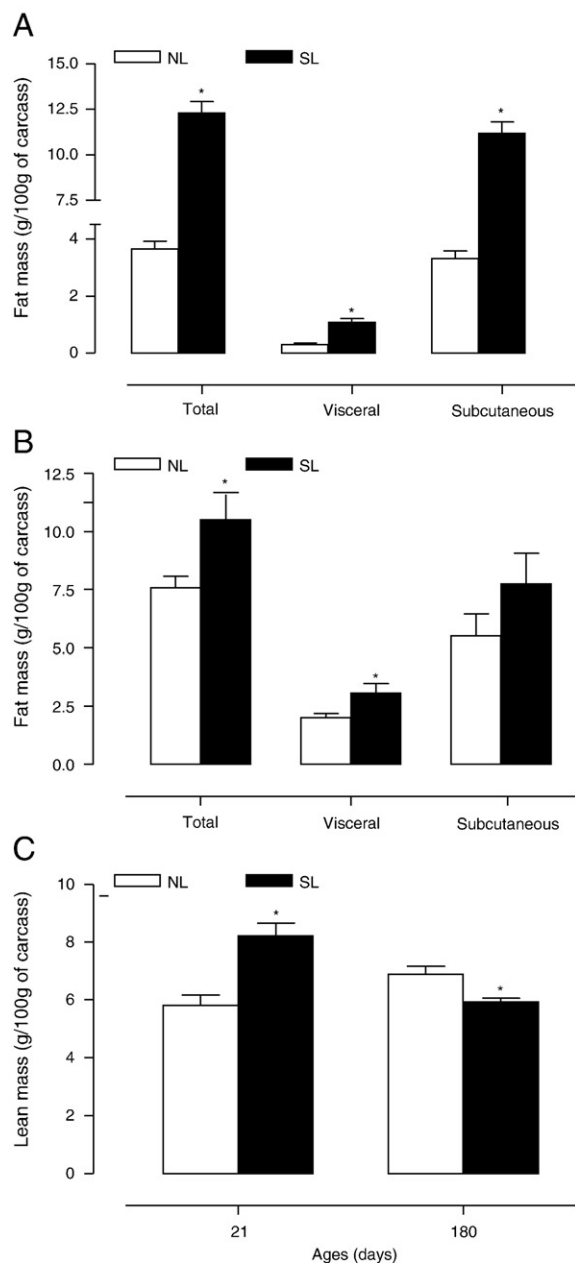 A
NL SL
Fat mass (g/100g of carcass)
15.0
12.5
10.0
7.5
4
2
0
* * *
Total Visceral Subcutaneous
B
NL SL
Fat mass (g/100g of carcass)
12.5
10.0
7.5
5.0
2.5
0.0
* *
Total Visceral Subcutaneous
C
NL SL
Lean mass (g/100g of carcass)
10
8
6
4
2
0
* *
21 180
Ages (days)